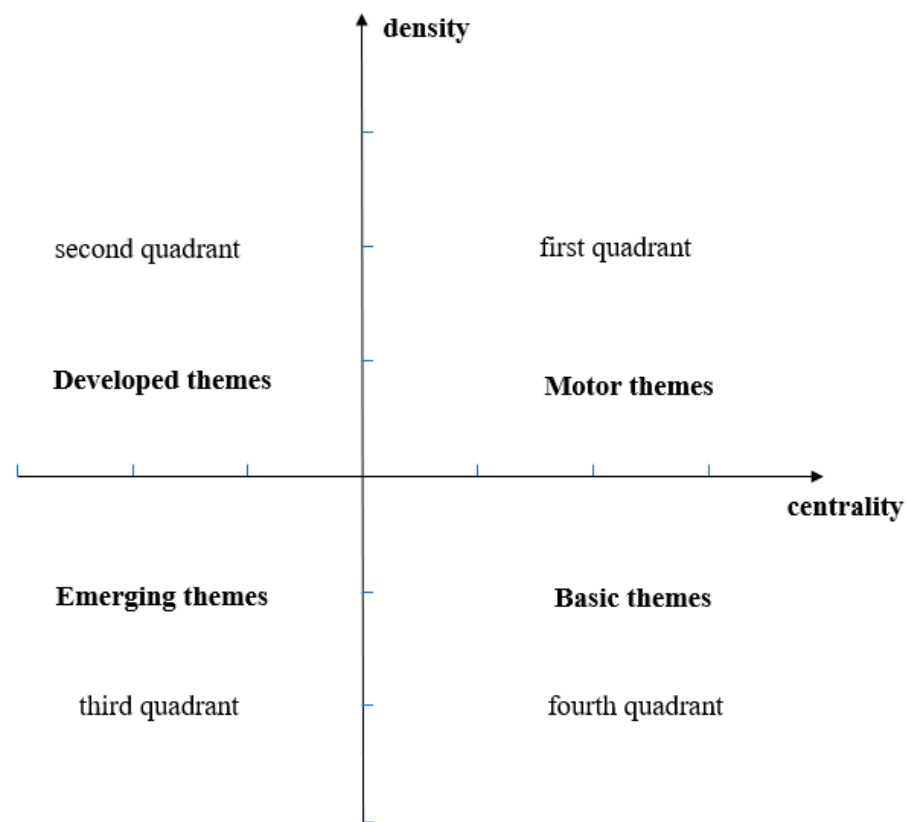 density
second quadrant
first quadrant
Developed themes
Motor themes
centrality
Emerging themes
Basic themes
third quadrant
fourth quadrant